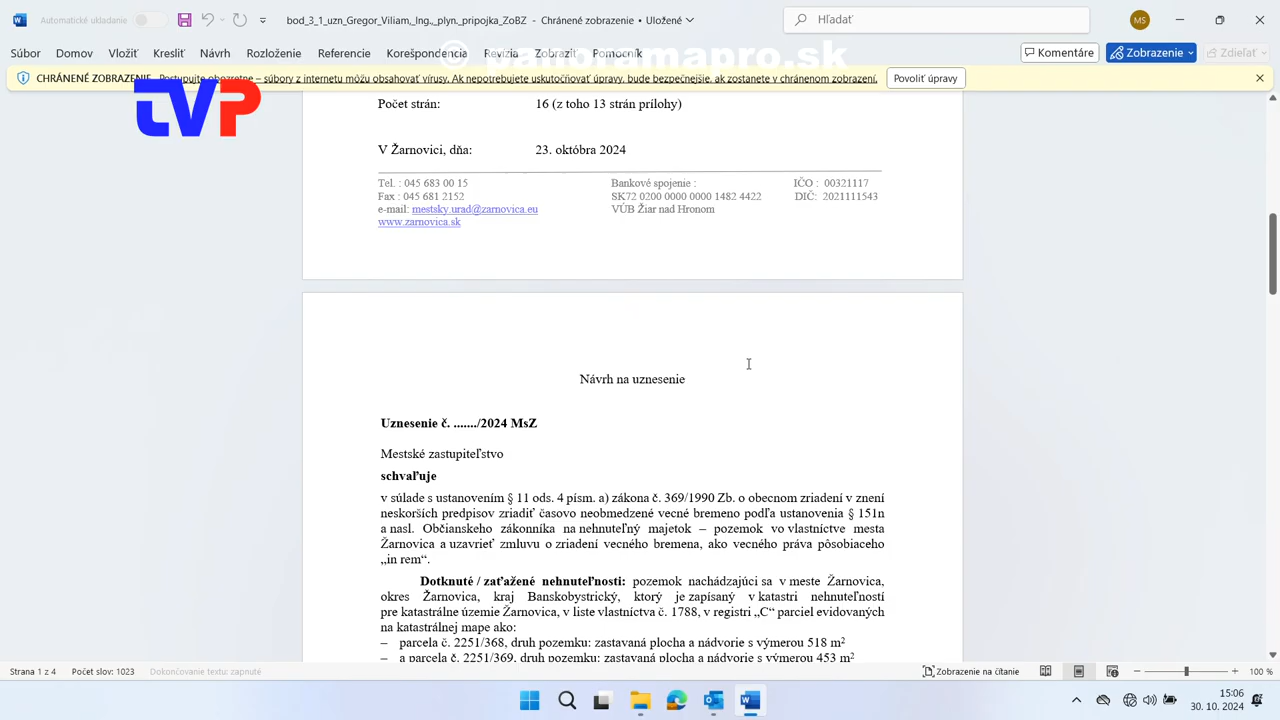 Automatické ukladanie
bod_3_1_uzn_Gregor_Viliam,_Ing.,_plyn._pripojka_ZoBZ - Chránené zobrazenie • Uložené
Hľadať
MS
Súbor Domov Vložiť Kresliť Návrh Rozloženie Referencie Korešpondencia Revízia Zobraziť Pomocník
Komentáre Zobrazenie Zdieľať
CHRÁNENÉ ZOBRAZENIE Postupujte obozretne – súbory z internetu môžu obsahovať vírusy. Ak nepotrebujete uskutočňovať úpravy, bude bezpečnejšie, ak zostanete v chránenom zobrazení. Povoliť úpravy
tVP
Počet strán: 16 (z toho 13 strán prílohy)
V Žarnovici, dňa: 23. októbra 2024
Tel. : 045 683 00 15 Bankové spojenie : IČO : 00321117
Fax : 045 681 2152 SK72 0200 0000 0000 1482 4422 DIČ: 2021111543
e-mail: mestsky.urad@zarnovica.eu VÚB Žiar nad Hronom
www.zarnovica.sk
Návrh na uznesenie
Uznesenie č. ......./2024 MsZ
Mestské zastupiteľstvo
schvaľuje
v súlade s ustanovením § 11 ods. 4 písm. a) zákona č. 369/1990 Zb. o obecnom zriadení v znení
neskorších predpisov zriadiť časovo neobmedzené vecné bremeno podľa ustanovenia § 151n
a nasl. Občianskeho zákonníka na nehnuteľný majetok – pozemok vo vlastníctve mesta
Žarnovica a uzavrieť zmluvu o zriadení vecného bremena, ako vecného práva pôsobiaceho
„in rem“.
Dotknuté / zaťažené nehnuteľnosti: pozemok nachádzajúci sa v meste Žarnovica,
okres Žarnovica, kraj Banskobystrický, ktorý je zapísaný v katastri nehnuteľností
pre katastrálne územie Žarnovica, v liste vlastníctva č. 1788, v registri „C“ parciel evidovaných
na katastrálnej mape ako:
– parcela č. 2251/368, druh pozemku: zastavaná plocha a nádvorie s výmerou 518 m²
– a parcela č. 2251/369, druh pozemku: zastavaná plocha a nádvorie s výmerou 453 m²
Strana 1 z 4 Počet slov: 1023 Dokončovanie textu: zapnuté Zobrazenie na čítanie 100 %
15:06
30. 10. 2024